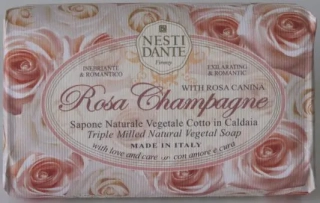 NESTI
DANTE
Firenze
INEBRIANTE
& ROMANTICO
EXILARATING
& ROMANTIC
WITH ROSA CANINA
Rosa Champagne
Sapone Naturale Vegetale Cotto in Caldaia
Triple Milled Natural Vegetal Soap
MADE IN ITALY
with love and care con amore e cura